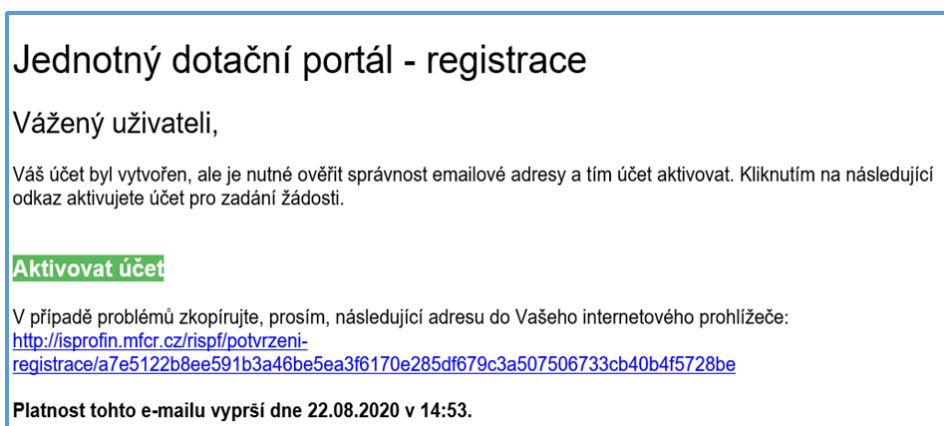 Jednotný dotační portál - registrace
Vážený uživateli,
Váš účet byl vytvořen, ale je nutné ověřit správnost emailové adresy a tím účet aktivovat. Kliknutím na následující
odkaz aktivujete účet pro zadání žádosti.
Aktivovat účet
V případě problémů zkopírujte, prosím, následující adresu do Vašeho internetového prohlížeče:
http://isprofin.mfcr.cz/rispf/potvrzeni-
registrace/a7e5122b8ee591b3a46be5ea3f6170e285df679c3a507506733cb40b4f5728be
Platnost tohto e-mailu vyprší dne 22.08.2020 v 14:53.